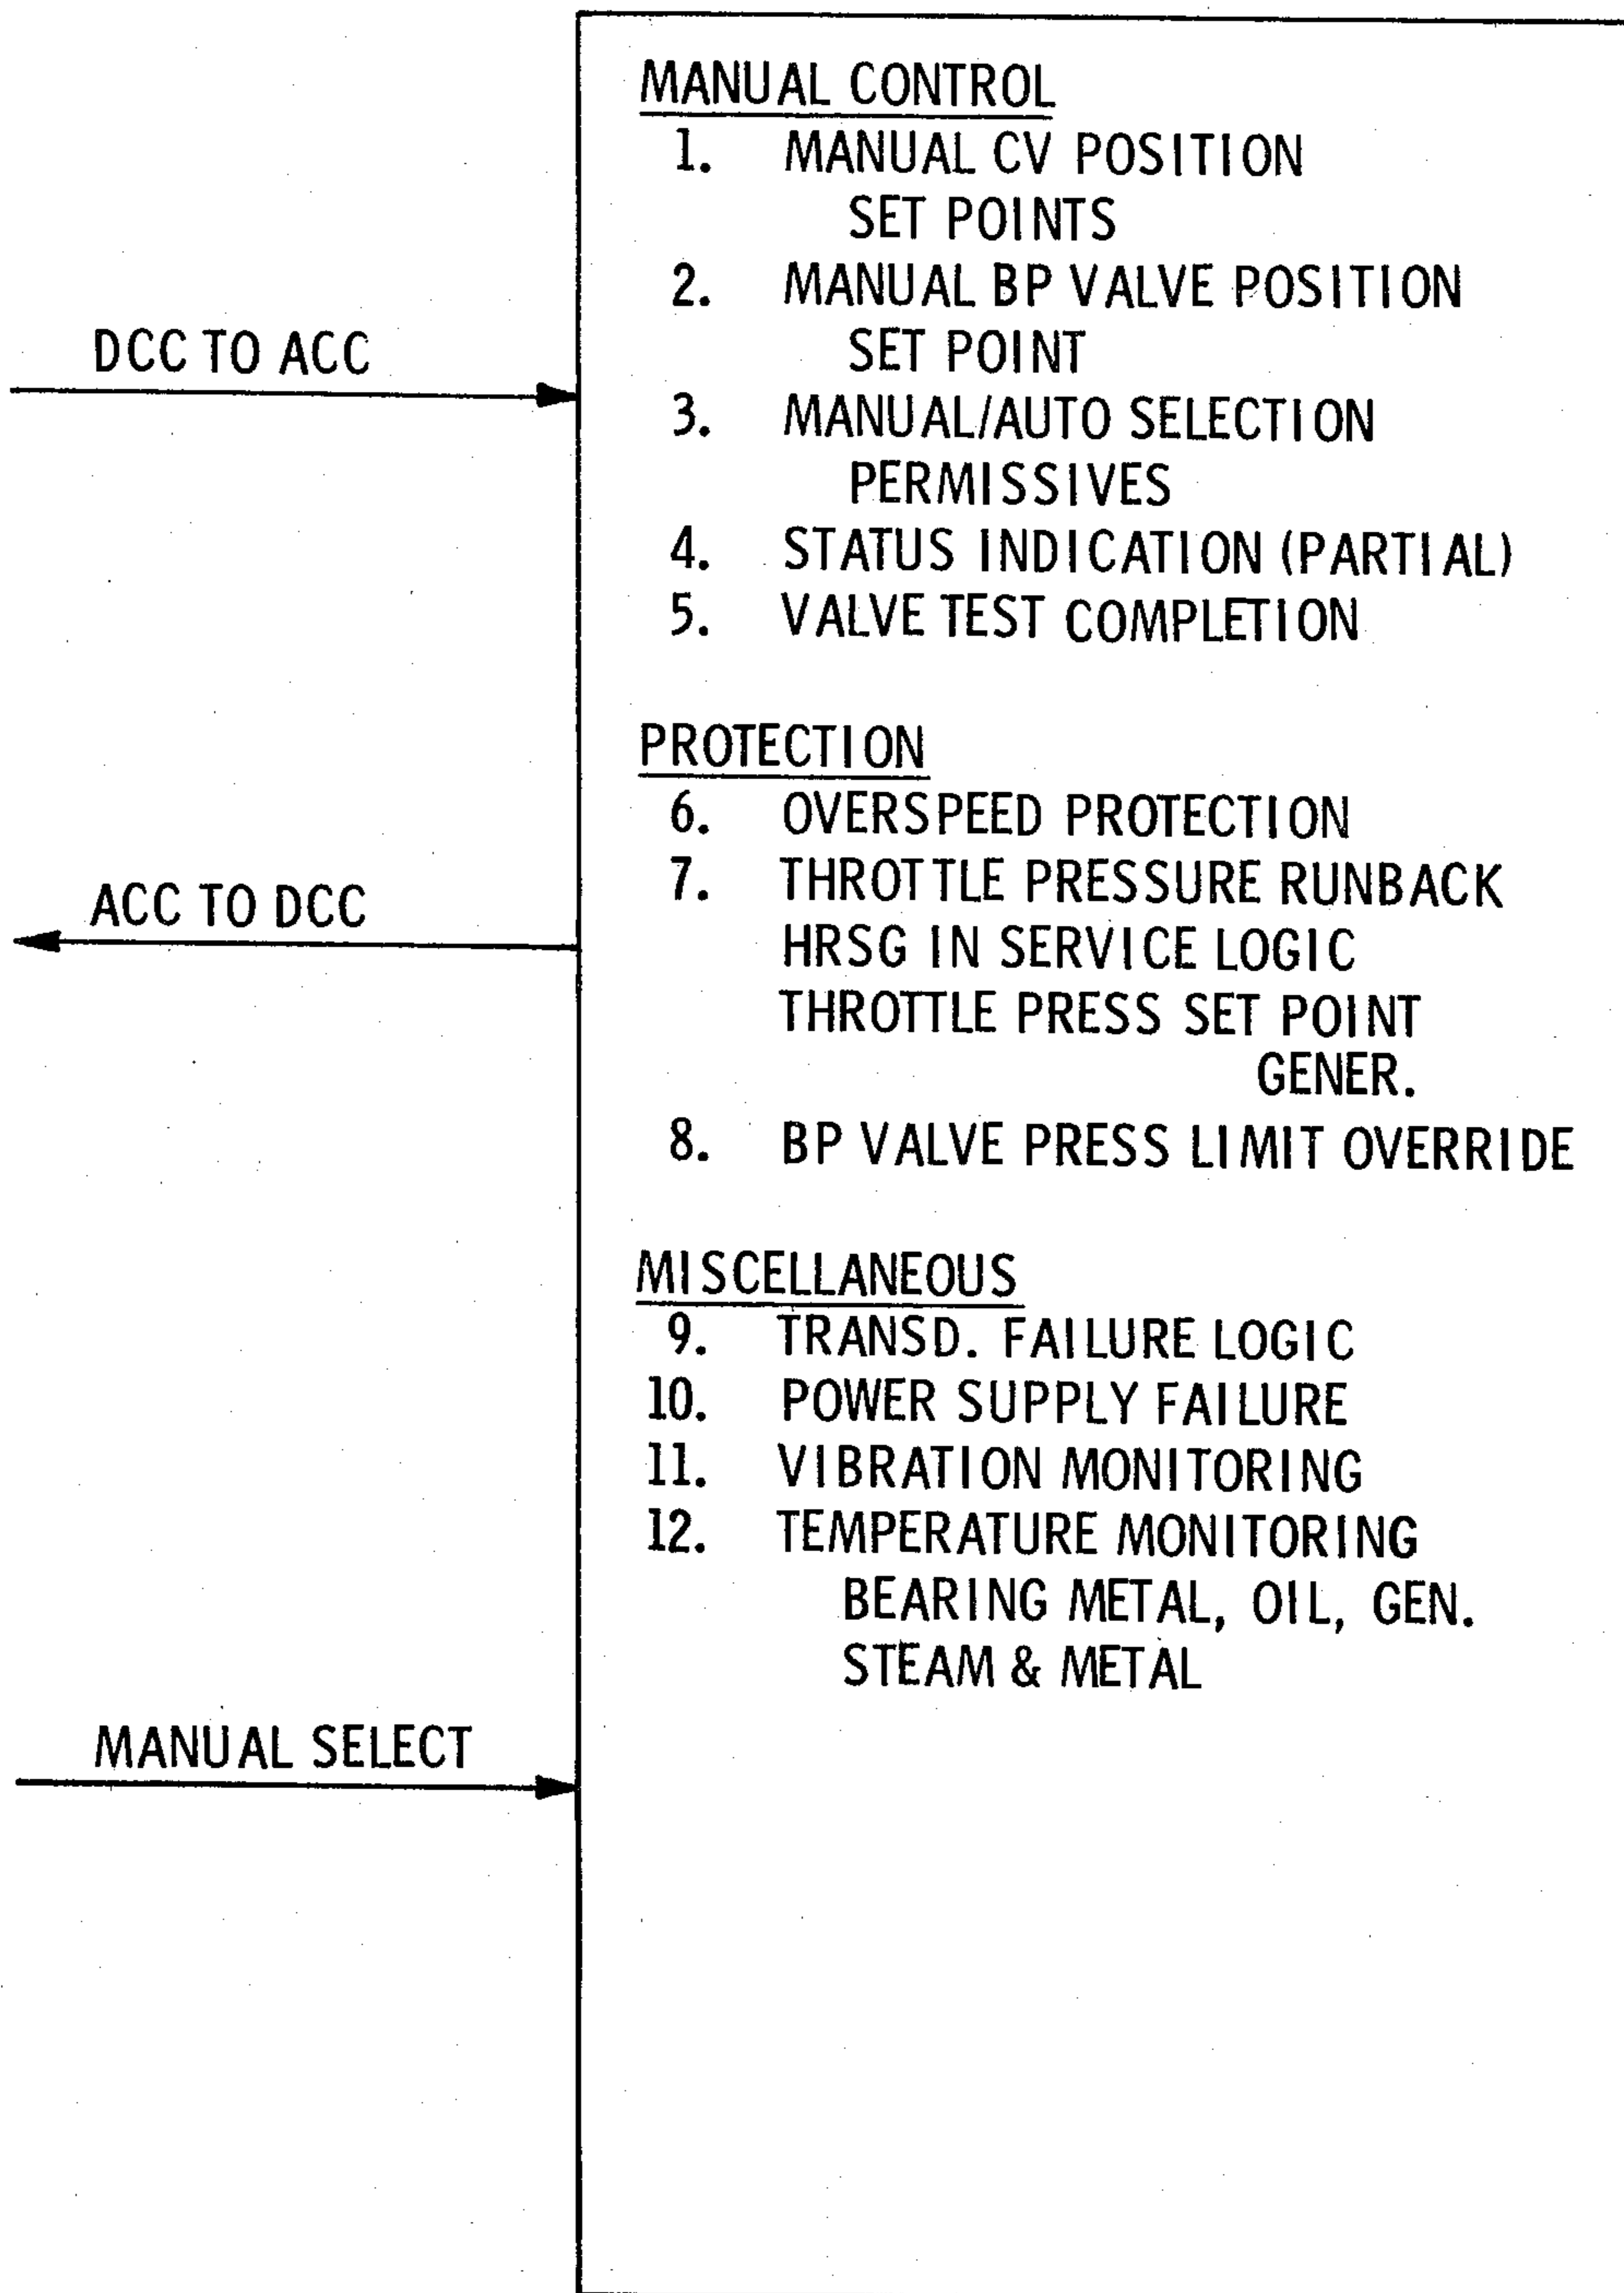 MANUAL CONTROL
1. MANUAL CV POSITION
SET POINTS
2. MANUAL BP VALVE POSITION
SET POINT
3. MANUAL/AUTO SELECTION
PERMISSIVES
4. STATUS INDICATION (PARTIAL)
5. VALVE TEST COMPLETION
PROTECTION
6. OVERSPEED PROTECTION
7. THROTTLE PRESSURE RUNBACK
HRSG IN SERVICE LOGIC
THROTTLE PRESS SET POINT
GENER.
8. BP VALVE PRESS LIMIT OVERRIDE
MISCELLANEOUS
9. TRANSD. FAILURE LOGIC
10. POWER SUPPLY FAILURE
11. VIBRATION MONITORING
12. TEMPERATURE MONITORING
BEARING METAL, OIL, GEN.
STEAM & METAL
DCC TO ACC
ACC TO DCC
MANUAL SELECT